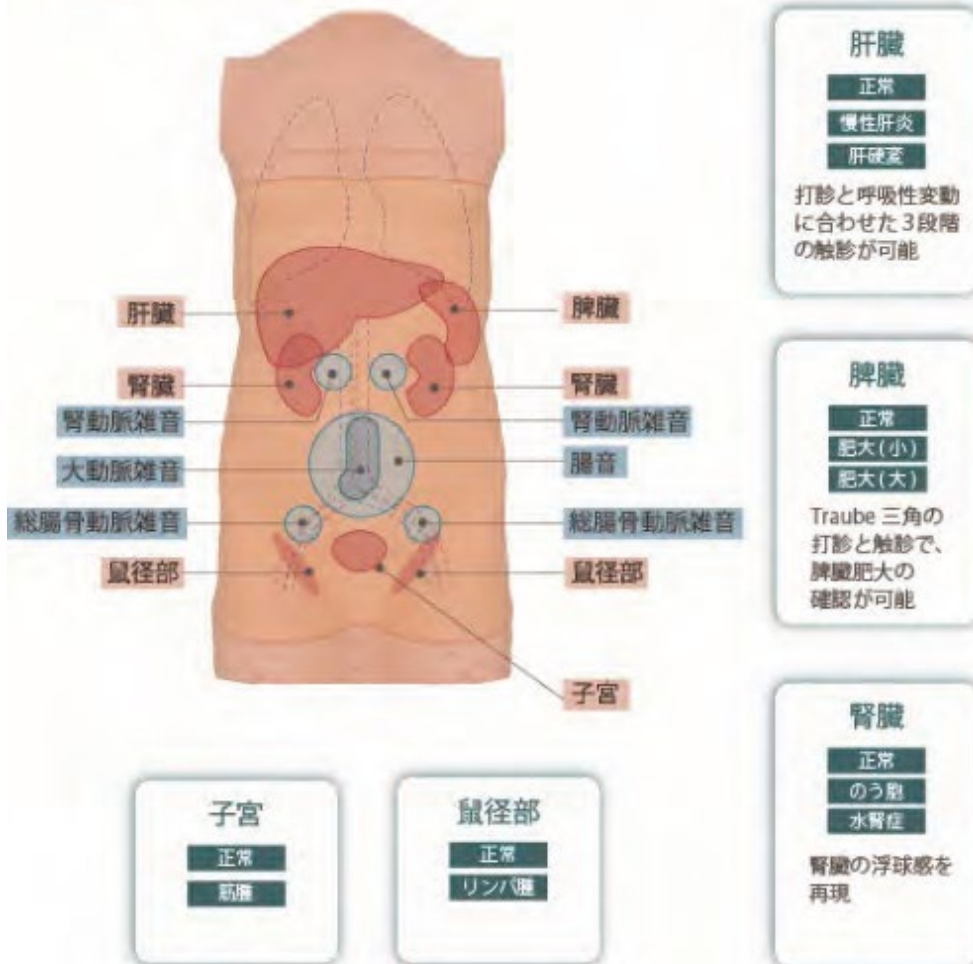 肝臓
正常
慢性肝炎
肝硬変
打診と呼吸性変動
に合わせた3段階
の触診が可能
肝臓
脾臓
腎臓
腎臓
腎動脈雑音
腎動脈雑音
大動脈雑音
腸音
総腸骨動脈雑音
総腸骨動脈雑音
鼠径部
鼠径部
子宮
脾臓
正常
肥大(小)
肥大(大)
Traube 三角の
打診と触診で、
脾臓肥大の
確認が可能
腎臓
正常
のう胞
水腎症
腎臓の浮球感を
再現
子宮
正常
筋腫
鼠径部
正常
リンパ腫